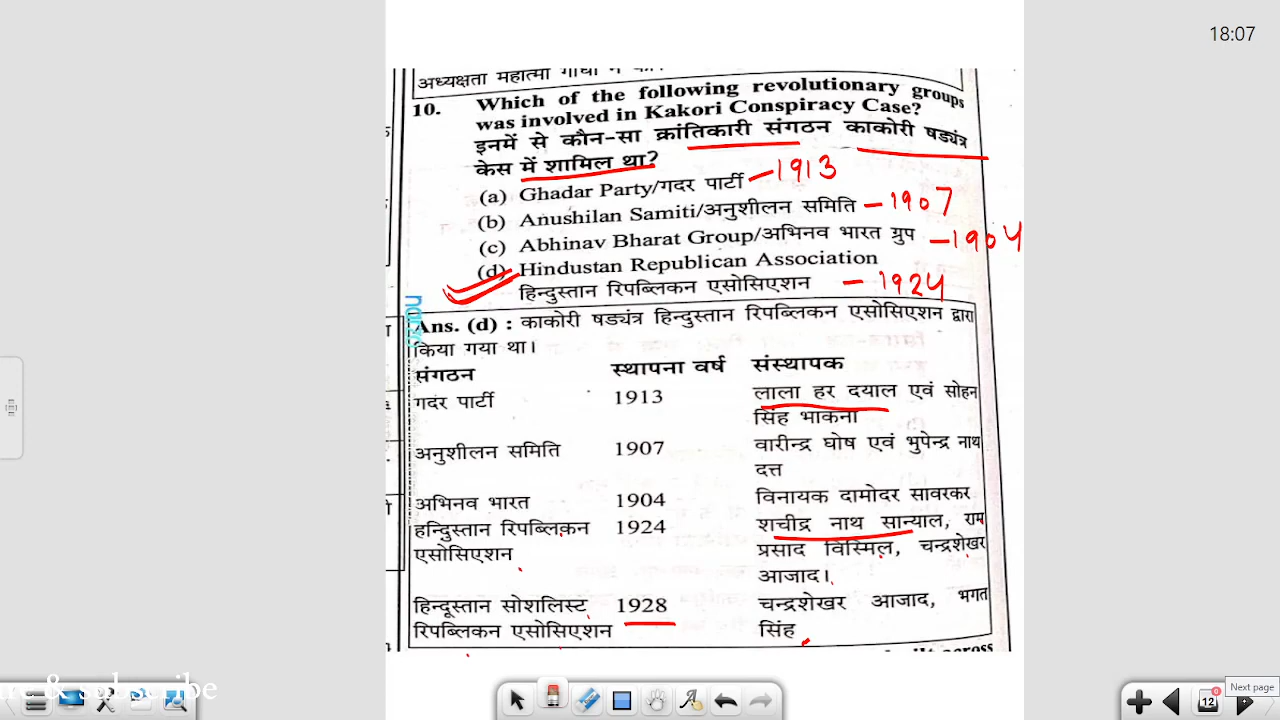 18:07
अध्यक्षता महात्मा गांधी ने
10. Which of the following revolutionary groups
was involved in Kakori Conspiracy Case?
इनमें से कौन-सा क्रांतिकारी संगठन काकोरी षड्यंत्र
केस में शामिल था?
(a) Ghadar Party/गदर पार्टी – 1913
(b) Anushilan Samiti/अनुशीलन समिति – 1907
(c) Abhinav Bharat Group/अभिनव भारत ग्रुप – 1904
(d) Hindustan Republican Association
हिन्दुस्तान रिपब्लिकन एसोसिएशन – 1924
Ans. (d) : काकोरी षड्यंत्र हिन्दुस्तान रिपब्लिकन एसोसिएशन द्वारा
किया गया था।
संगठन स्थापना वर्ष संस्थापक
गदर पार्टी 1913 लाला हर दयाल एवं सोहन
सिंह भाकना
अनुशीलन समिति 1907 वारीन्द्र घोष एवं भुपेन्द्र नाथ
दत्त
अभिनव भारत 1904 विनायक दामोदर सावरकर
हन्दुिस्तान रिपब्लिकन 1924 शचीद्र नाथ सान्याल, राम
एसोसिएशन प्रसाद विस्मिल, चन्द्रशेखर
आजाद।
हिन्दूस्तान सोशलिस्ट 1928 चन्द्रशेखर आजाद, भगत
रिपब्लिकन एसोसिएशन सिंह
across
& subscribe
12
Next page